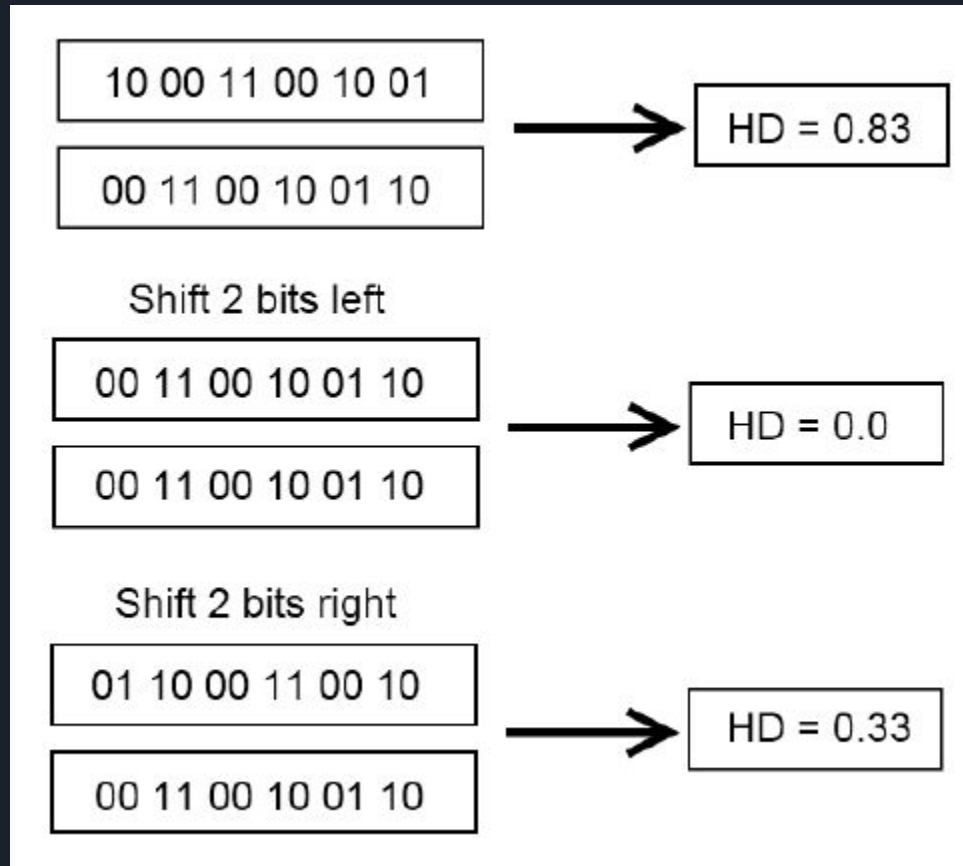 10 00 11 00 10 01
HD = 0.83
00 11 00 10 01 10
Shift 2 bits left
00 11 00 10 01 10
HD = 0.0
00 11 00 10 01 10
Shift 2 bits right
01 10 00 11 00 10
HD = 0.33
00 11 00 10 01 10